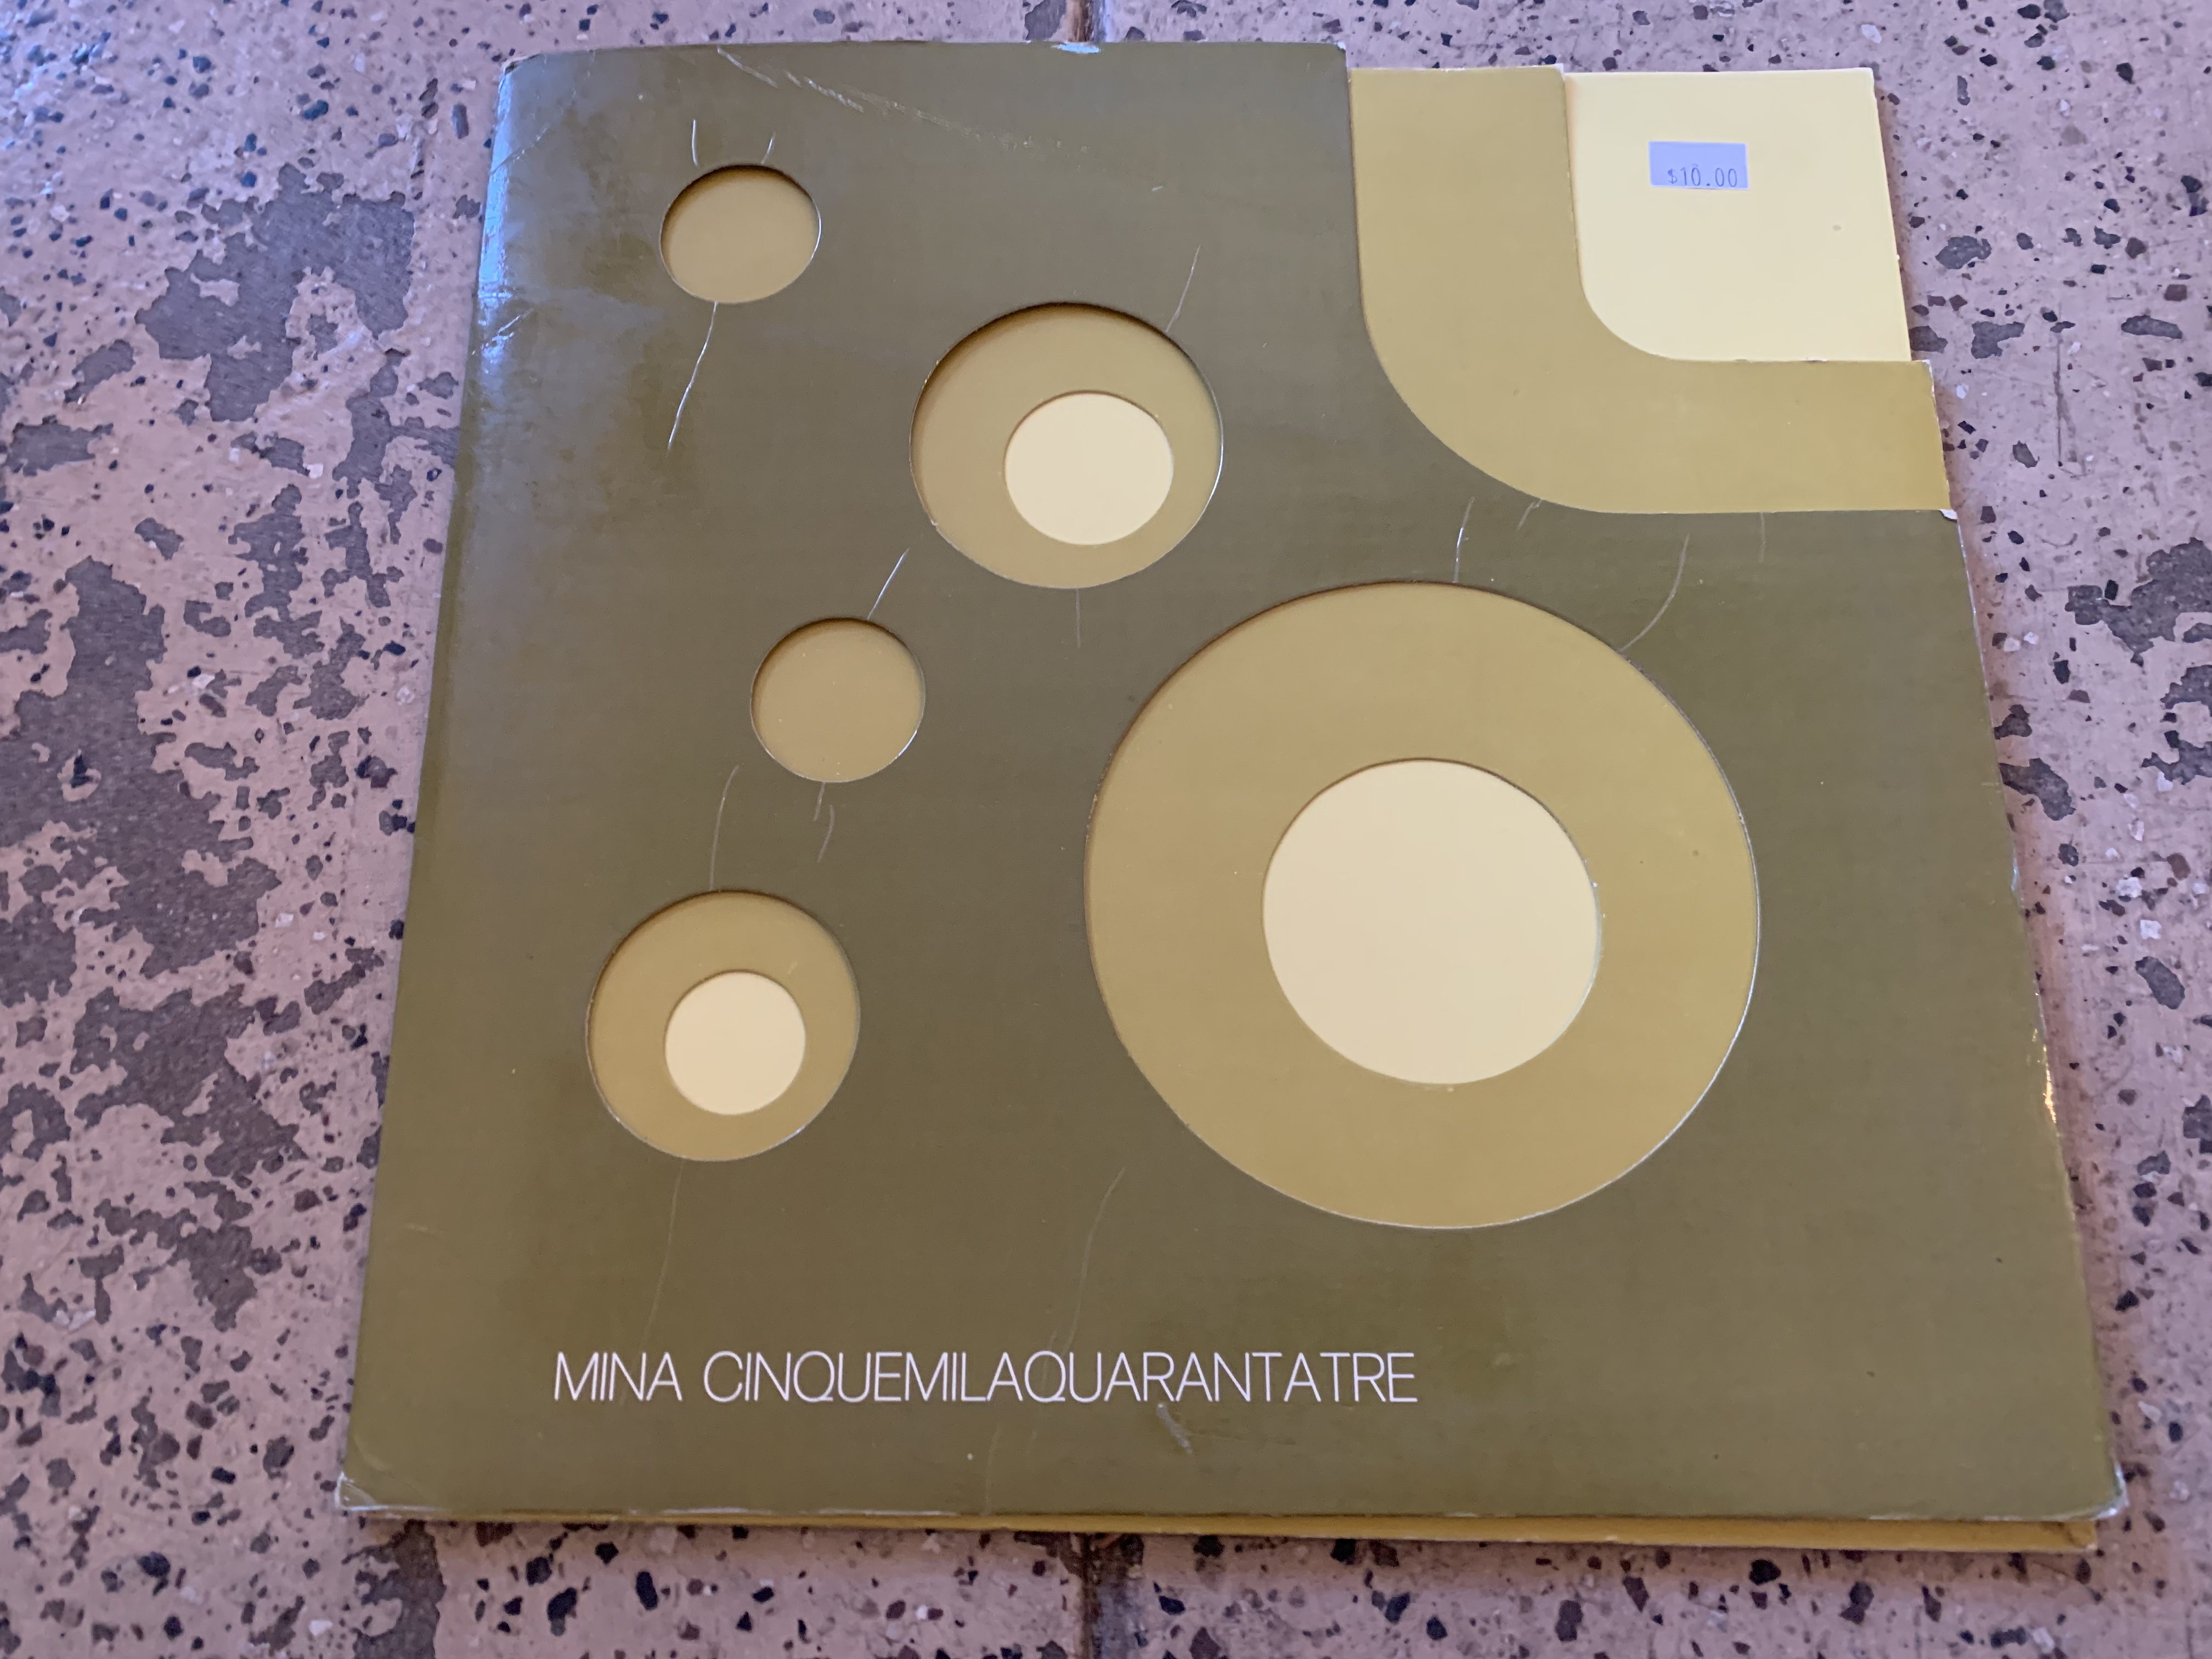 $10.00
MINA CINQUEMILAQUARANTATRE